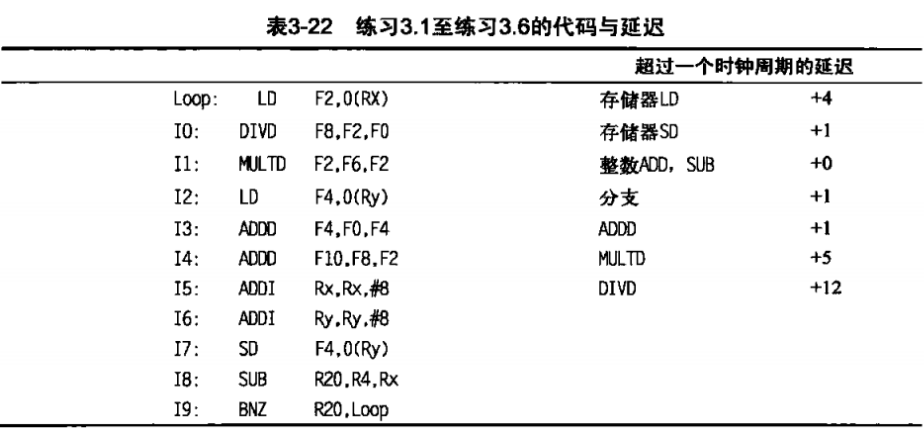 表3-22 练习3.1至练习3.6的代码与延迟
超过一个时钟周期的延迟
Loop: LD F2,0(RX) 存储器LD +4
I0: DIVD F8,F2,F0 存储器SD +1
I1: MULTD F2,F6,F2 整数ADD, SUB +0
I2: LD F4,0(Ry) 分支 +1
I3: ADDD F4,F0,F4 ADDD +1
I4: ADDD F10,F8,F2 MULTD +5
I5: ADDI Rx,Rx,#8 DIVD +12
I6: ADDI Ry,Ry,#8
I7: SD F4,0(Ry)
I8: SUB R20,R4,Rx
I9: BNZ R20,Loop